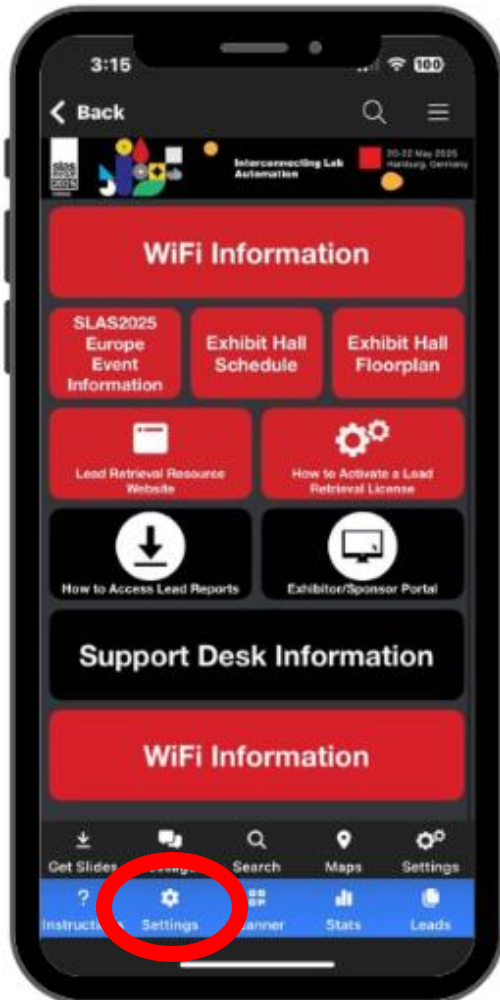 3:15
100
Back
slas
2025
Interconnecting Lab
Automation
20-22 May 2025
Hamburg, Germany
WiFi Information
SLAS2025
Europe
Event
Information
Exhibit Hall
Schedule
Exhibit Hall
Floorplan
Lead Retrieval Resource
Website
How to Activate a Lead
Retrieval License
How to Access Lead Reports
Exhibitor/Sponsor Portal
Support Desk Information
WiFi Information
Get Slides
Search
Maps
Settings
?
Settings
Stats
Leads